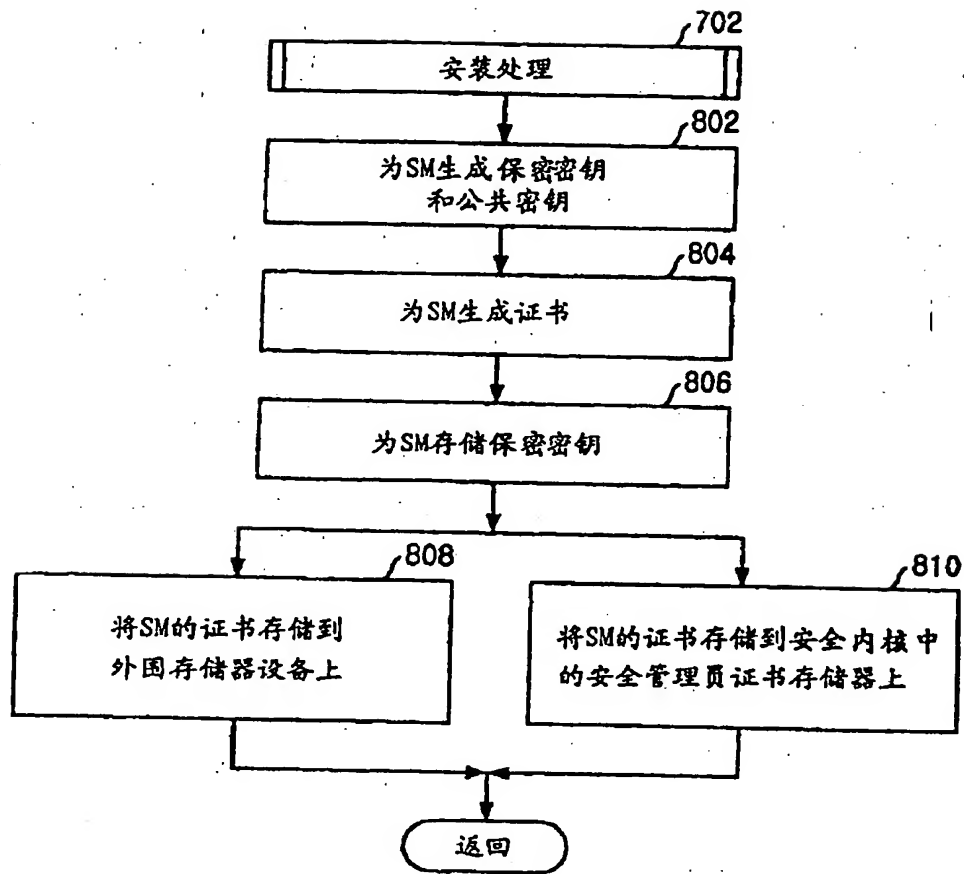 702
安装处理
802
为SM生成保密密钥
和公共密钥
804
为SM生成证书
806
为SM存储保密密钥
808
将SM的证书存储到
外围存储器设备上
810
将SM的证书存储到安全内核中
的安全管理员证书存储器上
返回